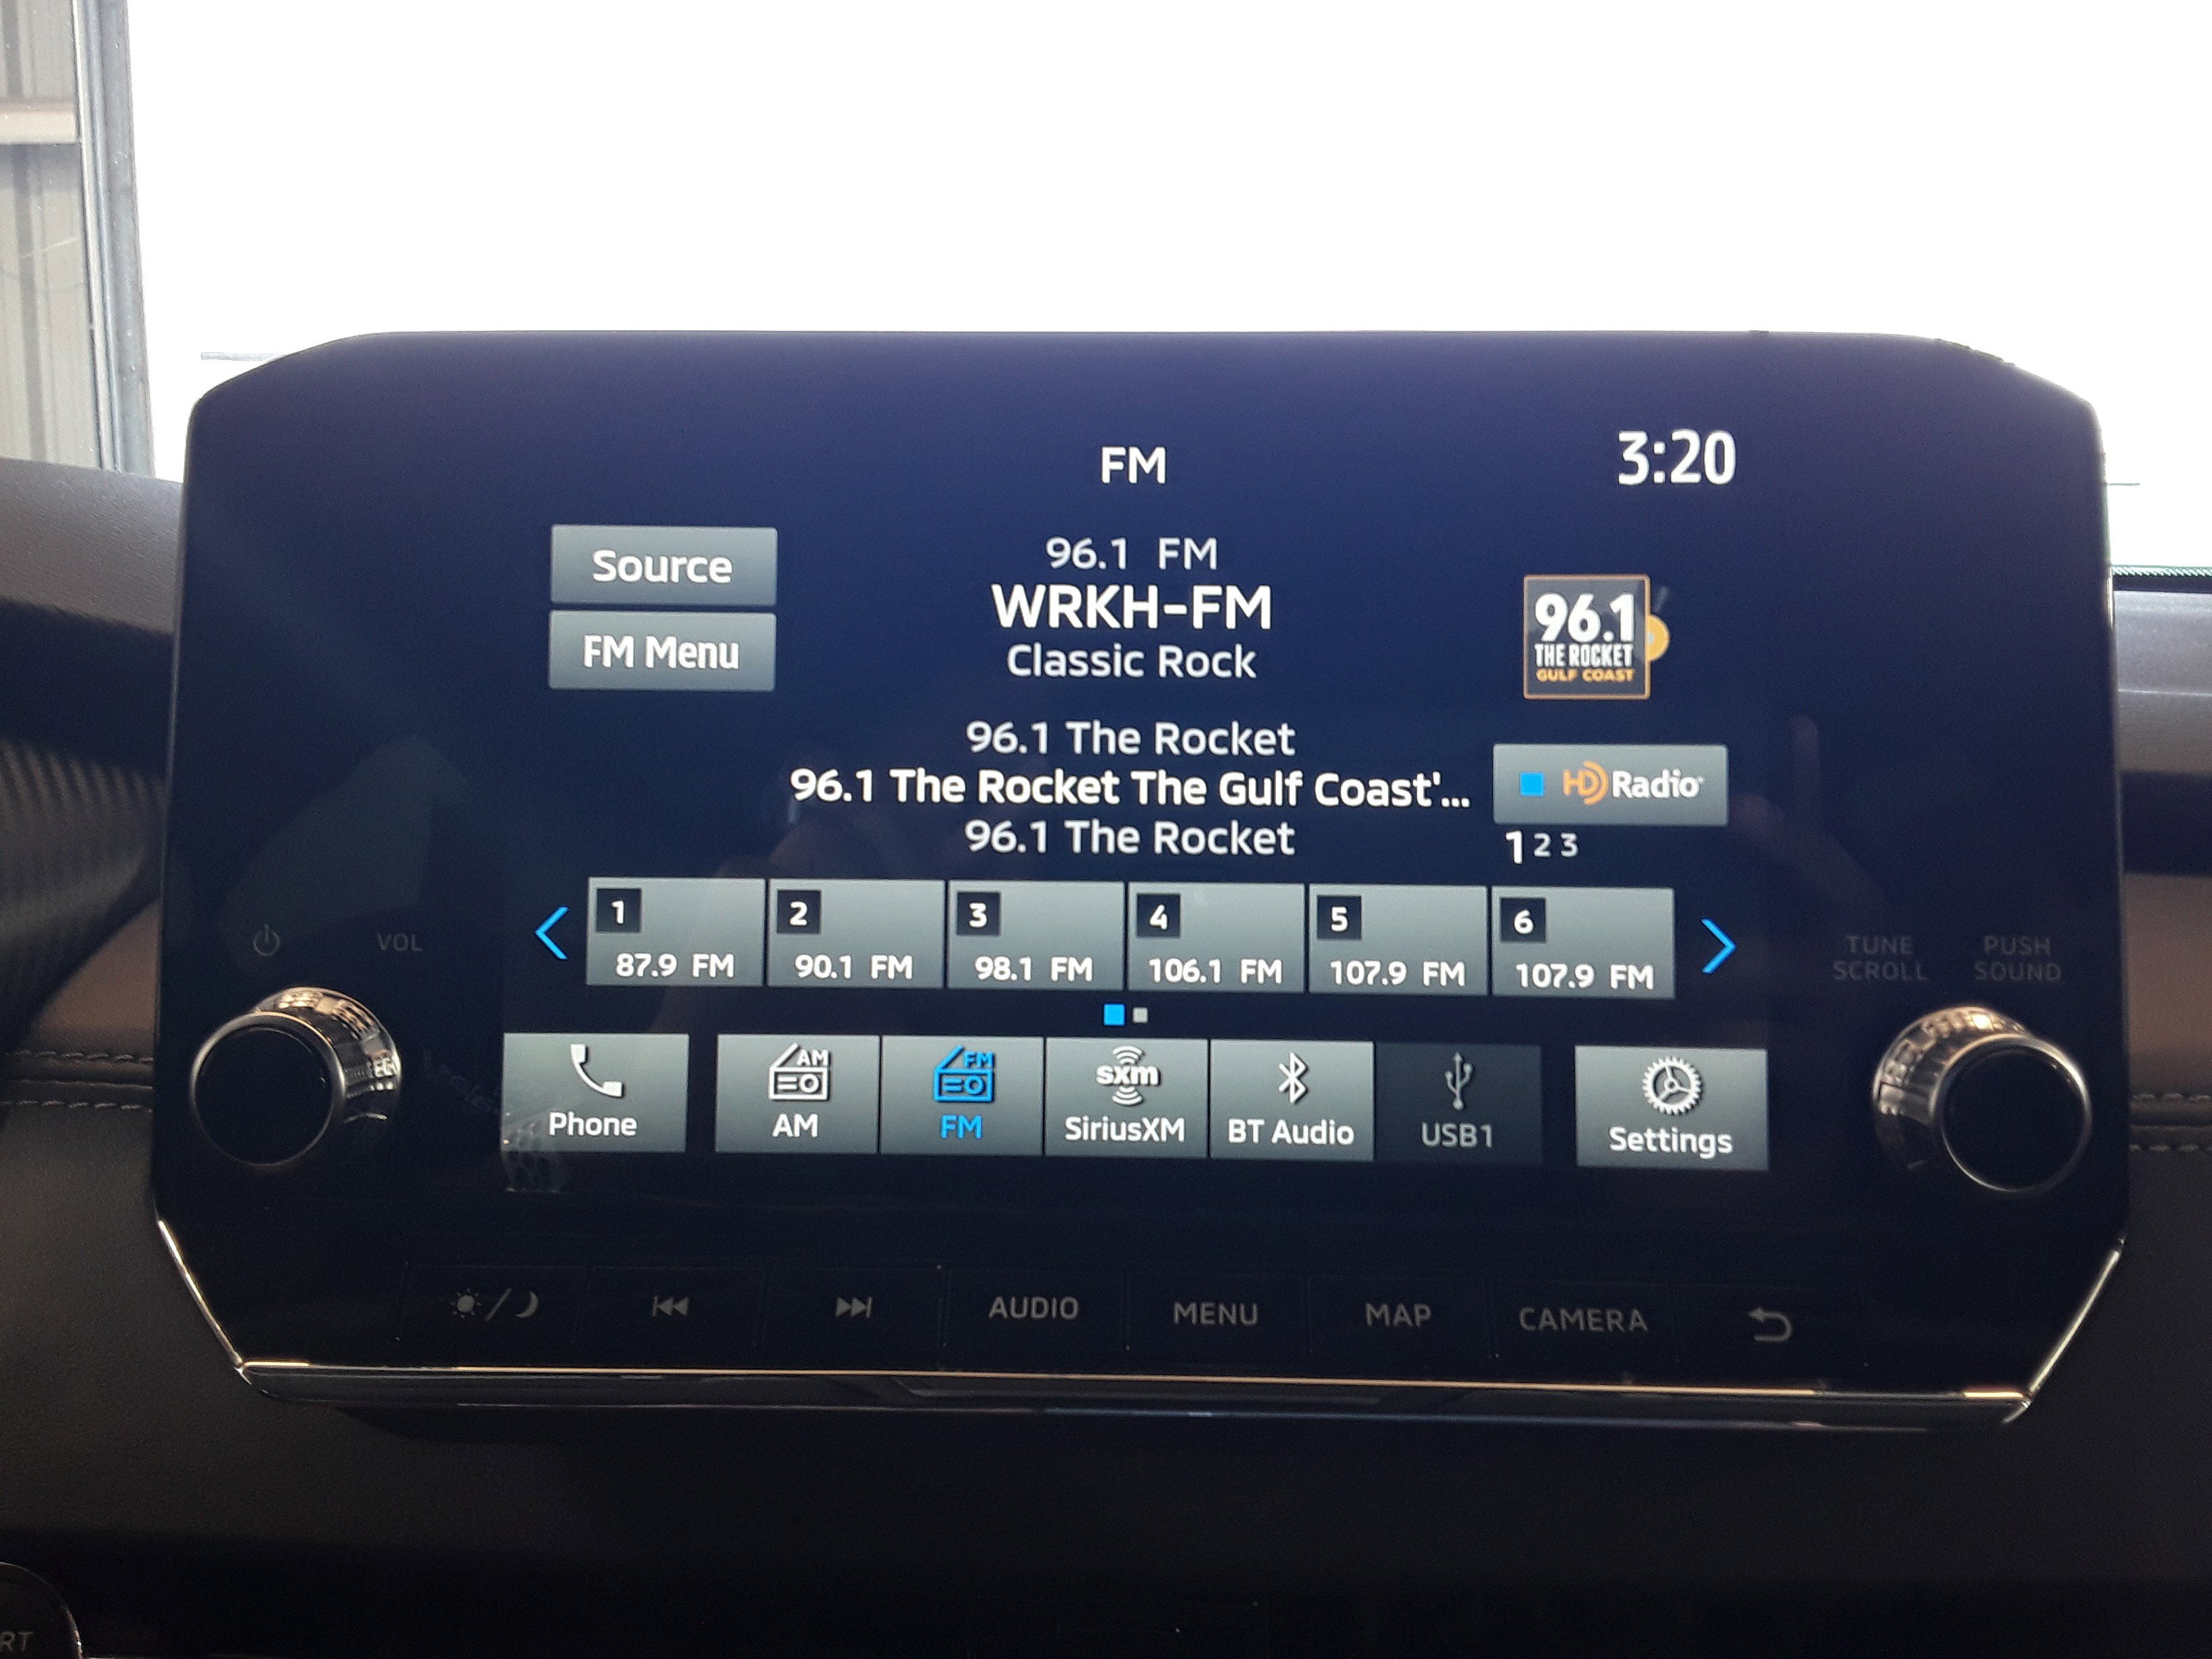 FM
3:20
Source
FM Menu
96.1 FM
WRKH-FM
Classic Rock
96.1
THE ROCKET
GULF COAST
96.1 The Rocket
96.1 The Rocket The Gulf Coast'...
96.1 The Rocket
HD Radio
1 2 3
1
87.9 FM
2
90.1 FM
3
98.1 FM
4
106.1 FM
5
107.9 FM
6
107.9 FM
VOL
TUNE
SCROLL
PUSH
SOUND
Phone
AM
AM
FM
FM
sxm
SiriusXM
BT Audio
USB1
Settings
AUDIO
MENU
MAP
CAMERA
RT